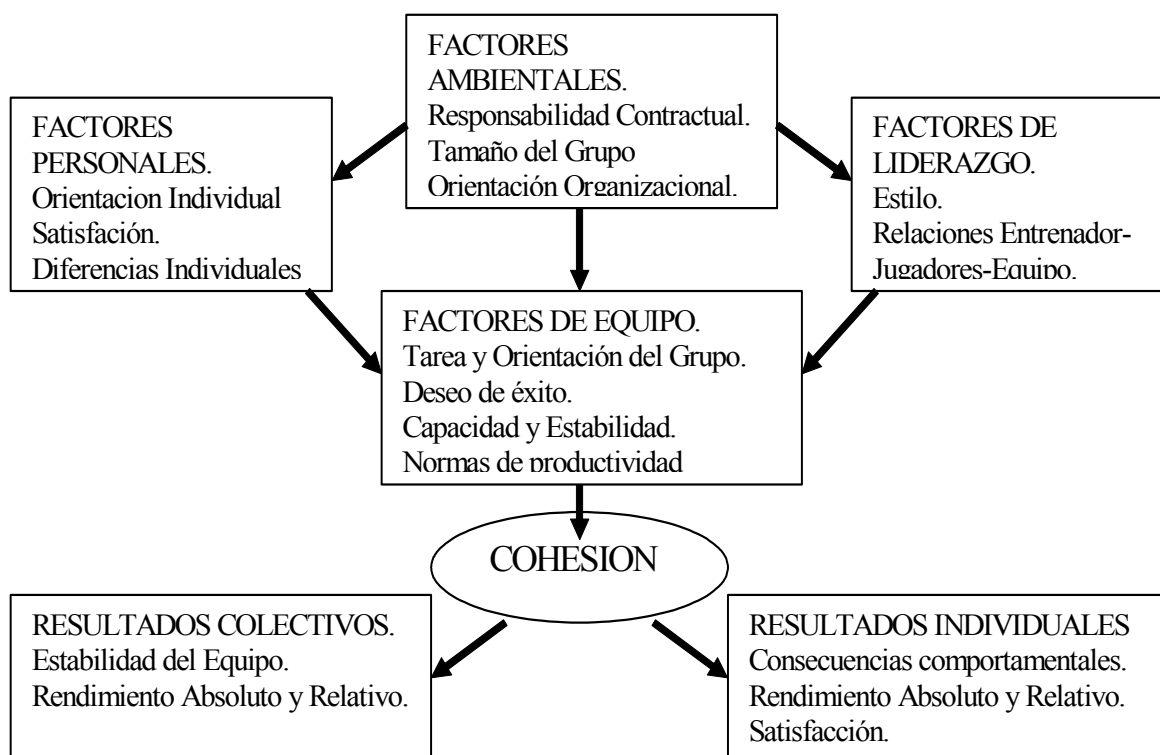 FACTORES
AMBIENTALES.
Responsabilidad Contractual.
Tamaño del Grupo
Orientación Organizacional.
FACTORES
PERSONALES.
Orientacion Individual
Satisfación.
Diferencias Individuales
FACTORES DE
LIDERAZGO.
Estilo.
Relaciones Entrenador-
Jugadores-Equipo.
FACTORES DE EQUIPO.
Tarea y Orientación del Grupo.
Deseo de éxito.
Capacidad y Estabilidad.
Normas de productividad
COHESION
RESULTADOS COLECTIVOS.
Estabilidad del Equipo.
Rendimiento Absoluto y Relativo.
RESULTADOS INDIVIDUALES
Consecuencias comportamentales.
Rendimiento Absoluto y Relativo.
Satisfacción.